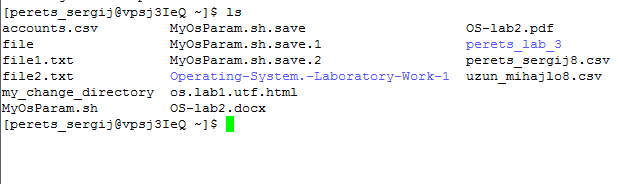 [perets_sergij@vpsj3IeQ ~]$ ls
accounts.csv MyOsParam.sh.save OS-lab2.pdf
file MyOsParam.sh.save.1 perets_lab_3
file1.txt MyOsParam.sh.save.2 perets_sergij8.csv
file2.txt Operating-System.-Laboratory-Work-1 uzun_mihajlo8.csv
my_change_directory os.lab1.utf.html
MyOsParam.sh OS-lab2.docx
[perets_sergij@vpsj3IeQ ~]$